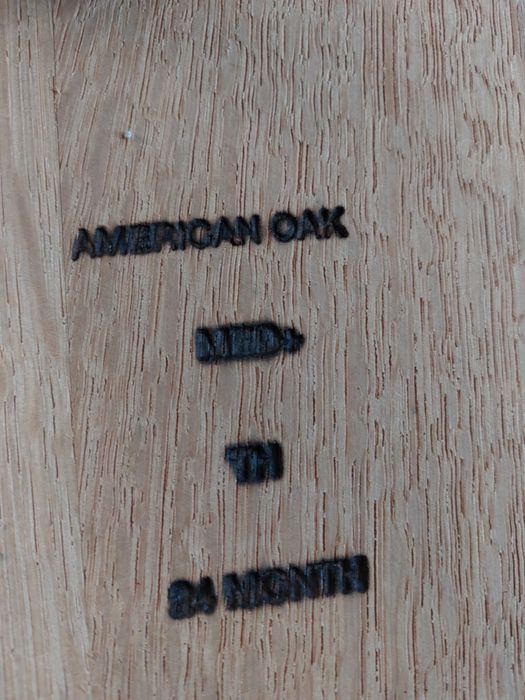 AMERICAN OAK
MED+
TH
24 MONTH